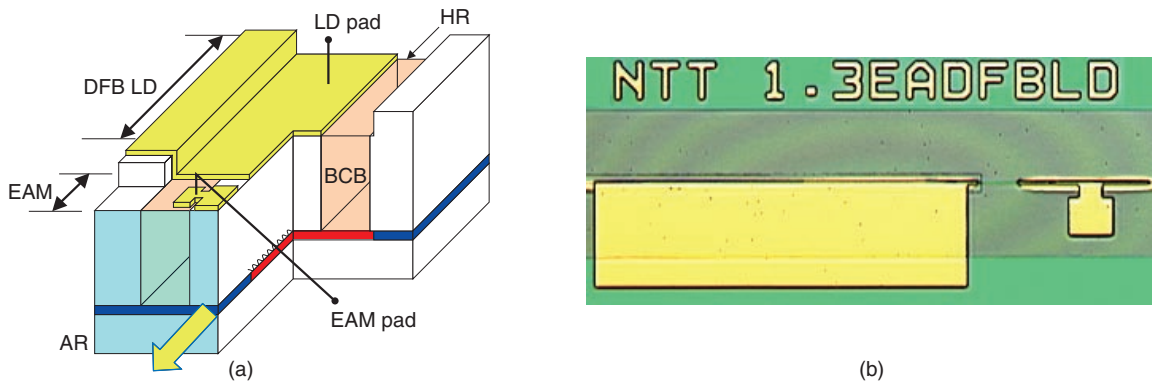 LD pad
HR
DFB LD
EAM
BCB
EAM pad
AR
(a)
NTT 1.3EADFBLD
(b)